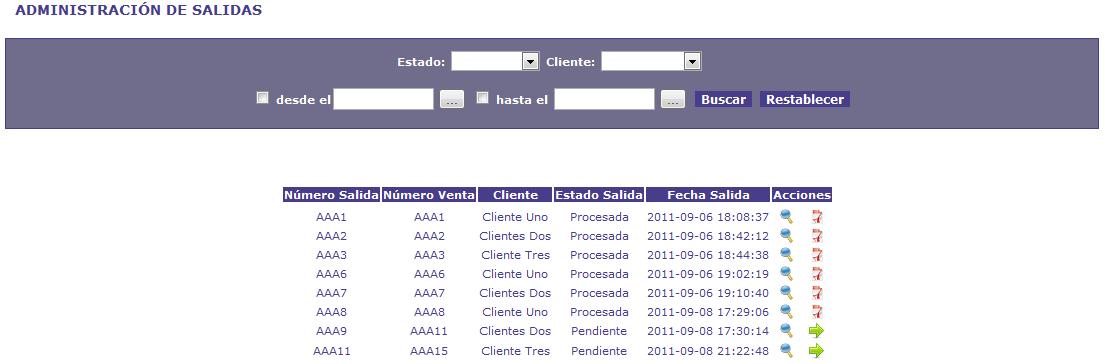 ADMINISTRACIÓN DE SALIDAS
Estado: Cliente:
desde el ... hasta el ... Buscar Restablecer
Número Salida Número Venta Cliente Estado Salida Fecha Salida Acciones
AAA1 AAA1 Cliente Uno Procesada 2011-09-06 18:08:37
AAA2 AAA2 Clientes Dos Procesada 2011-09-06 18:42:12
AAA3 AAA3 Cliente Tres Procesada 2011-09-06 18:44:38
AAA6 AAA6 Cliente Uno Procesada 2011-09-06 19:02:19
AAA7 AAA7 Clientes Dos Procesada 2011-09-06 19:10:40
AAA8 AAA8 Cliente Uno Procesada 2011-09-08 17:29:06
AAA9 AAA11 Clientes Dos Pendiente 2011-09-08 17:30:14
AAA11 AAA15 Cliente Tres Pendiente 2011-09-08 21:22:48